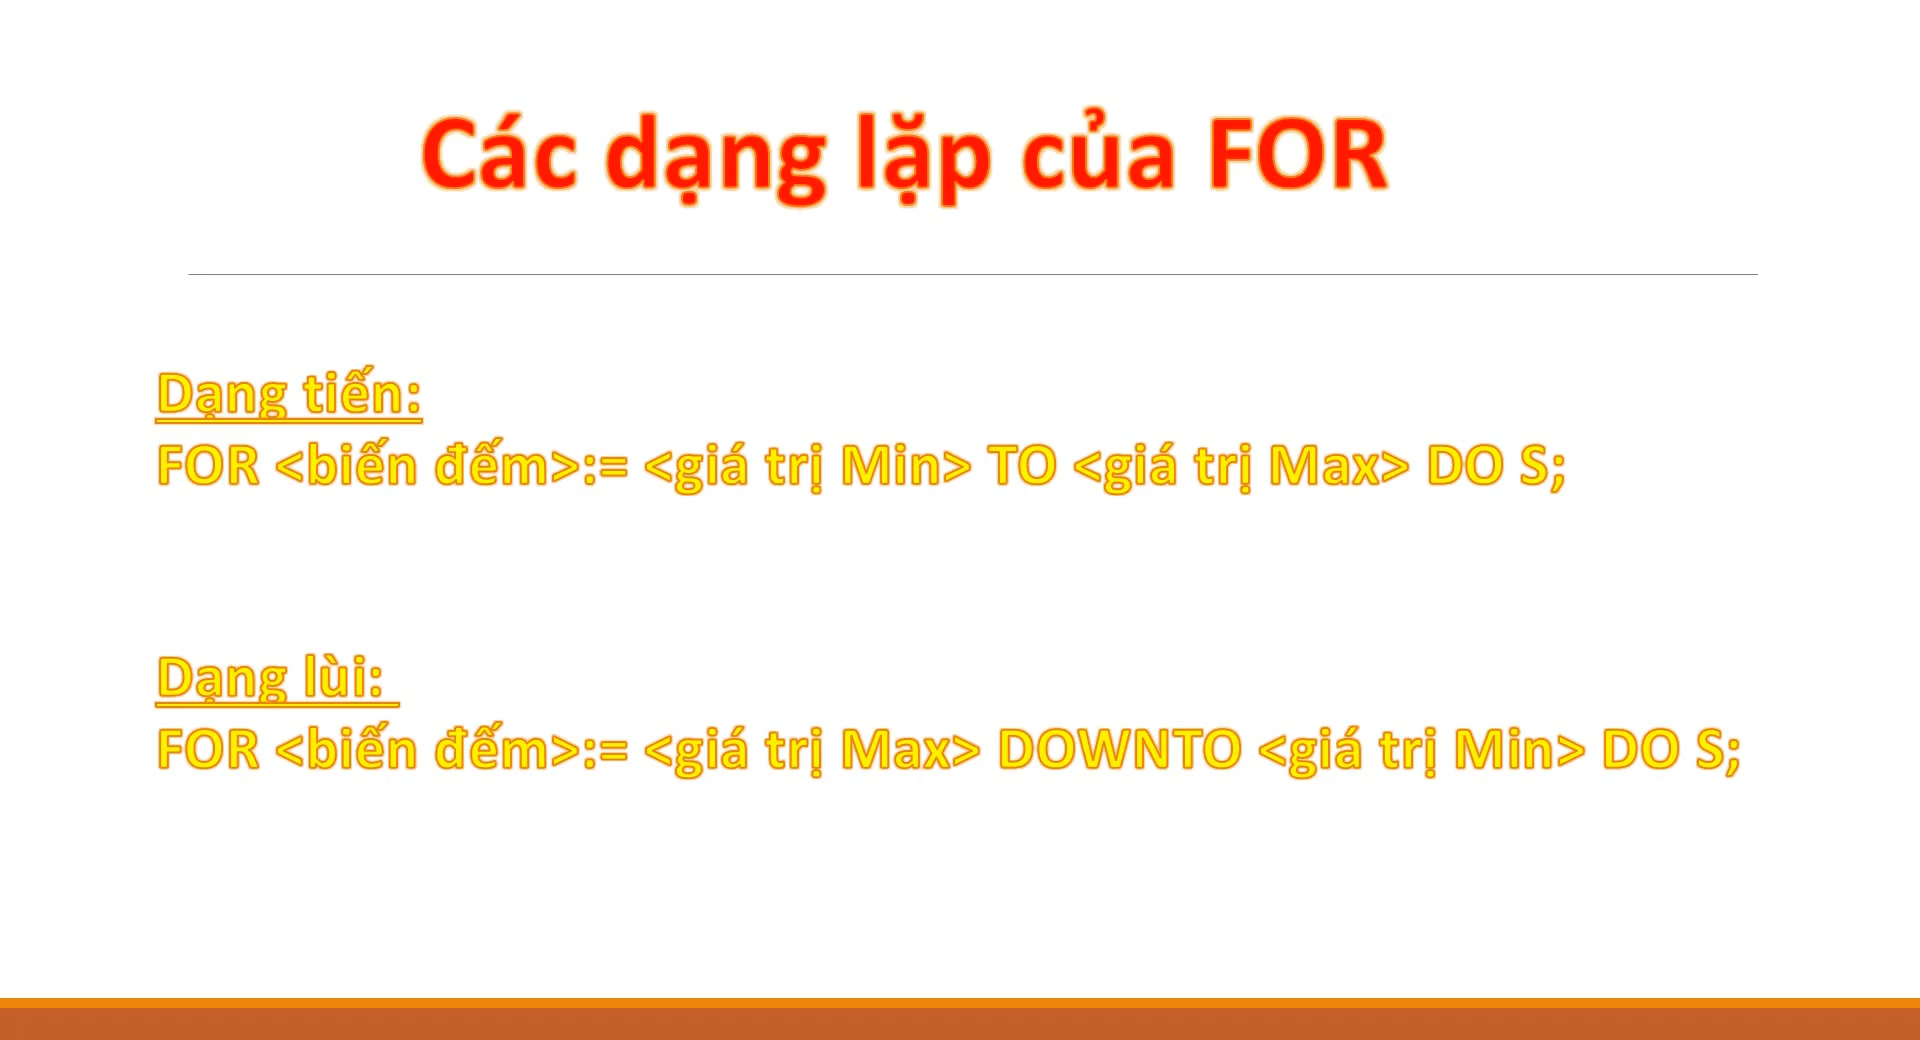 Các dạng lặp của FOR
Dạng tiến:
FOR <biến đếm>:= <giá trị Min> TO <giá trị Max> DO S;
Dạng lùi:
FOR <biến đếm>:= <giá trị Max> DOWNTO <giá trị Min> DO S;